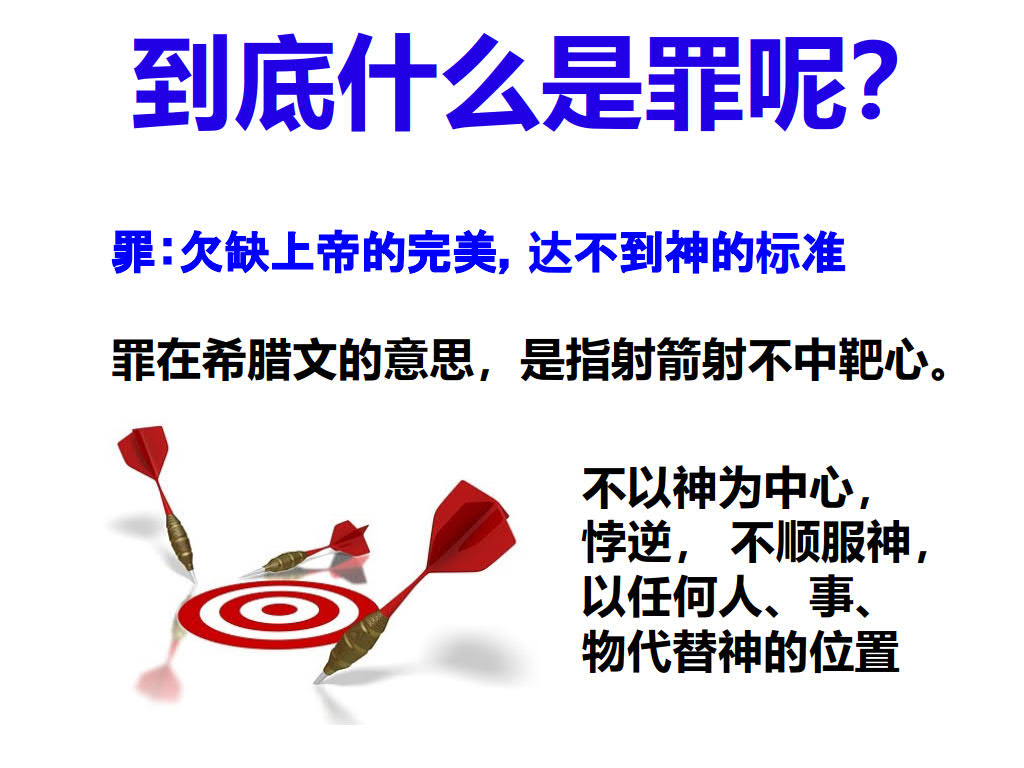 到底什么是罪呢？
罪：欠缺上帝的完美，达不到神的标准
罪在希腊文的意思，是指射箭射不中靶心。
不以神为中心，
悖逆， 不顺服神，
以任何人、事、
物代替神的位置